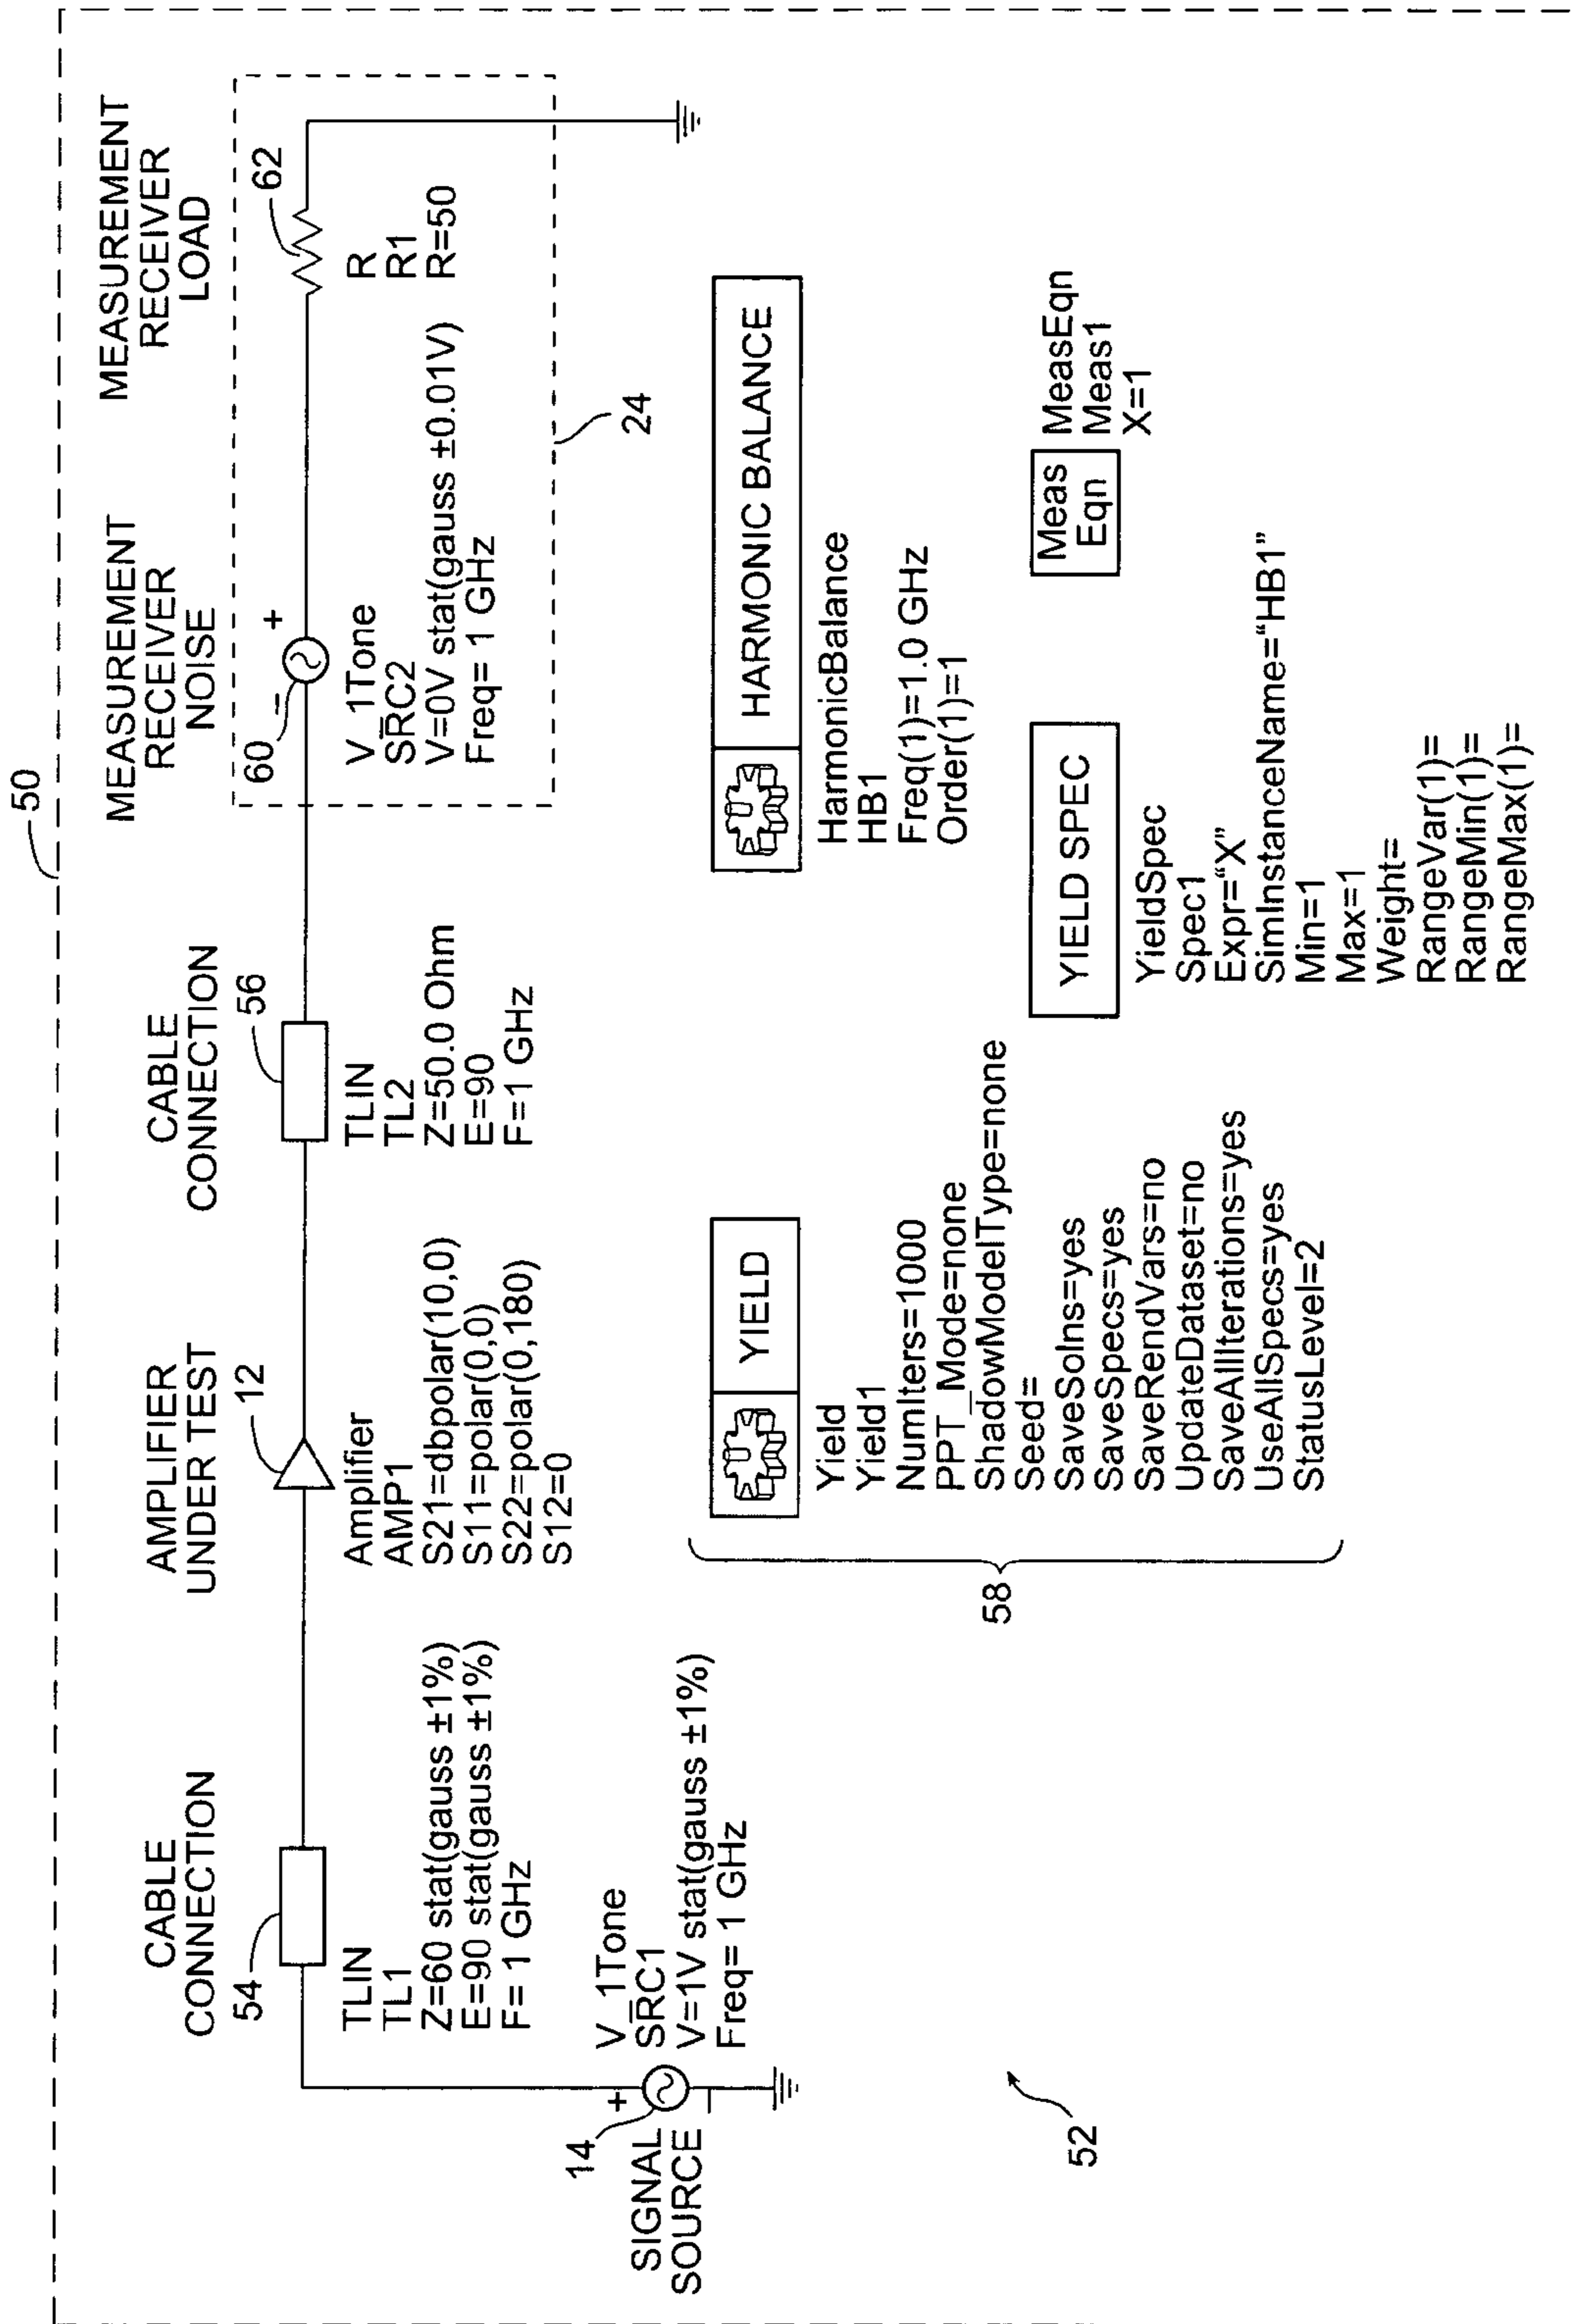 50
CABLE
CONNECTION
54
TLIN
TL1
Z=60 stat(gauss ±1%)
E=90 stat(gauss ±1%)
F= 1 GHz
14
SIGNAL
SOURCE
+
–
V_1Tone
SRC1
V=1V stat(gauss ±1%)
Freq= 1 GHz
AMPLIFIER
UNDER TEST
12
Amplifier
AMP1
S21=dbpolar(10,0)
S11=polar(0,0)
S22=polar(0,180)
S12=0
CABLE
CONNECTION
56
TLIN
TL2
Z=50.0 Ohm
E=90
F=1 GHz
MEASUREMENT
RECEIVER
NOISE
60
– +
V_1Tone
SRC2
V=0V stat(gauss ±0.01V)
Freq= 1 GHz
MEASUREMENT
RECEIVER
LOAD
62
R
R1
R=50
24
58
YIELD
Yield
Yield1
NumIters=1000
PPT_Mode=none
ShadowModelType=none
Seed=
SaveSolns=yes
SaveSpecs=yes
SaveRendVars=no
UpdateDataset=no
SaveAllIterations=yes
UseAllSpecs=yes
StatusLevel=2
HARMONIC BALANCE
HarmonicBalance
HB1
Freq(1)=1.0 GHz
Order(1)=1
YIELD SPEC
YieldSpec
Spec1
Expr=“X”
SimInstanceName=“HB1”
Min=1
Max=1
Weight=
RangeVar(1)=
RangeMin(1)=
RangeMax(1)=
Meas
Eqn
MeasEqn
Meas1
X=1
52